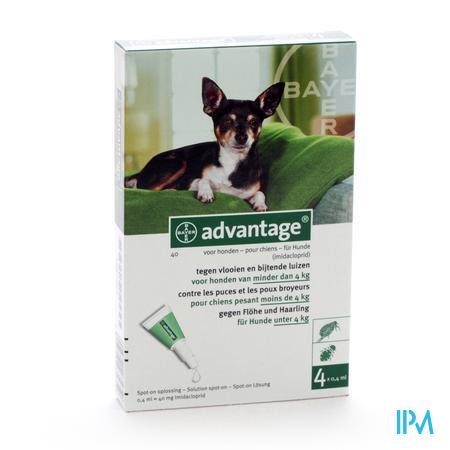 BAYER
BAYER
BAYER
BAYER
advantage®
40
voor honden – pour chiens – für Hunde
(imidacloprid)
tegen vlooien en bijtende luizen
voor honden van minder dan 4 kg
contre les puces et les poux broyeurs
pour chiens pesant moins de 4 kg
gegen Flöhe und Haarling
für Hunde unter 4 kg
Spot-on oplossing – Solution spot-on – Spot-on Lösung
0,4 ml = 40 mg imidacloprid
4 x 0,4 ml
IPM